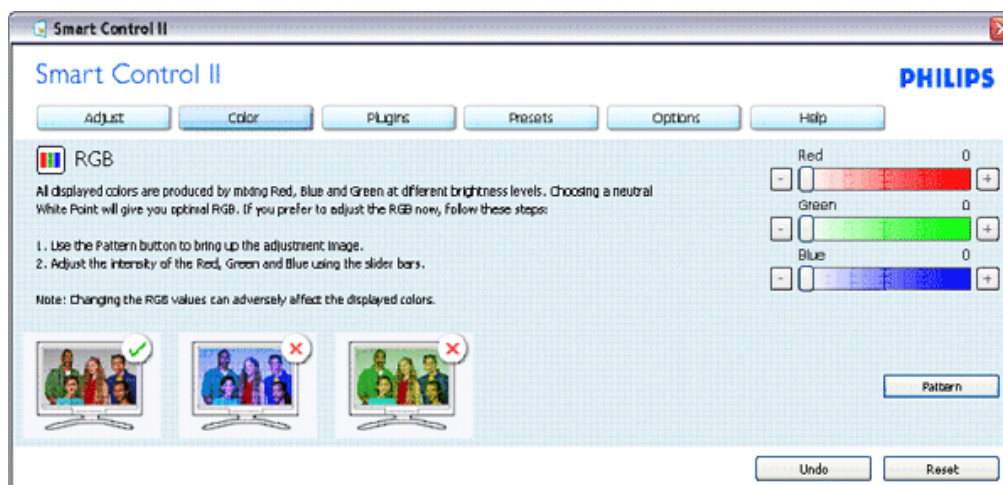 Smart Control II
Smart Control II
PHILIPS
Adjust
Color
Plugins
Presets
Options
Help
RGB
All displayed colors are produced by mixing Red, Blue and Green at different brightness levels. Choosing a neutral
White Point will give you optimal RGB. If you prefer to adjust the RGB now, follow these steps:
1. Use the Pattern button to bring up the adjustment image.
2. Adjust the intensity of the Red, Green and Blue using the slider bars.
Note: Changing the RGB values can adversely affect the displayed colors.
Red 0
- +
Green 0
- +
Blue 0
- +
Pattern
Undo
Reset